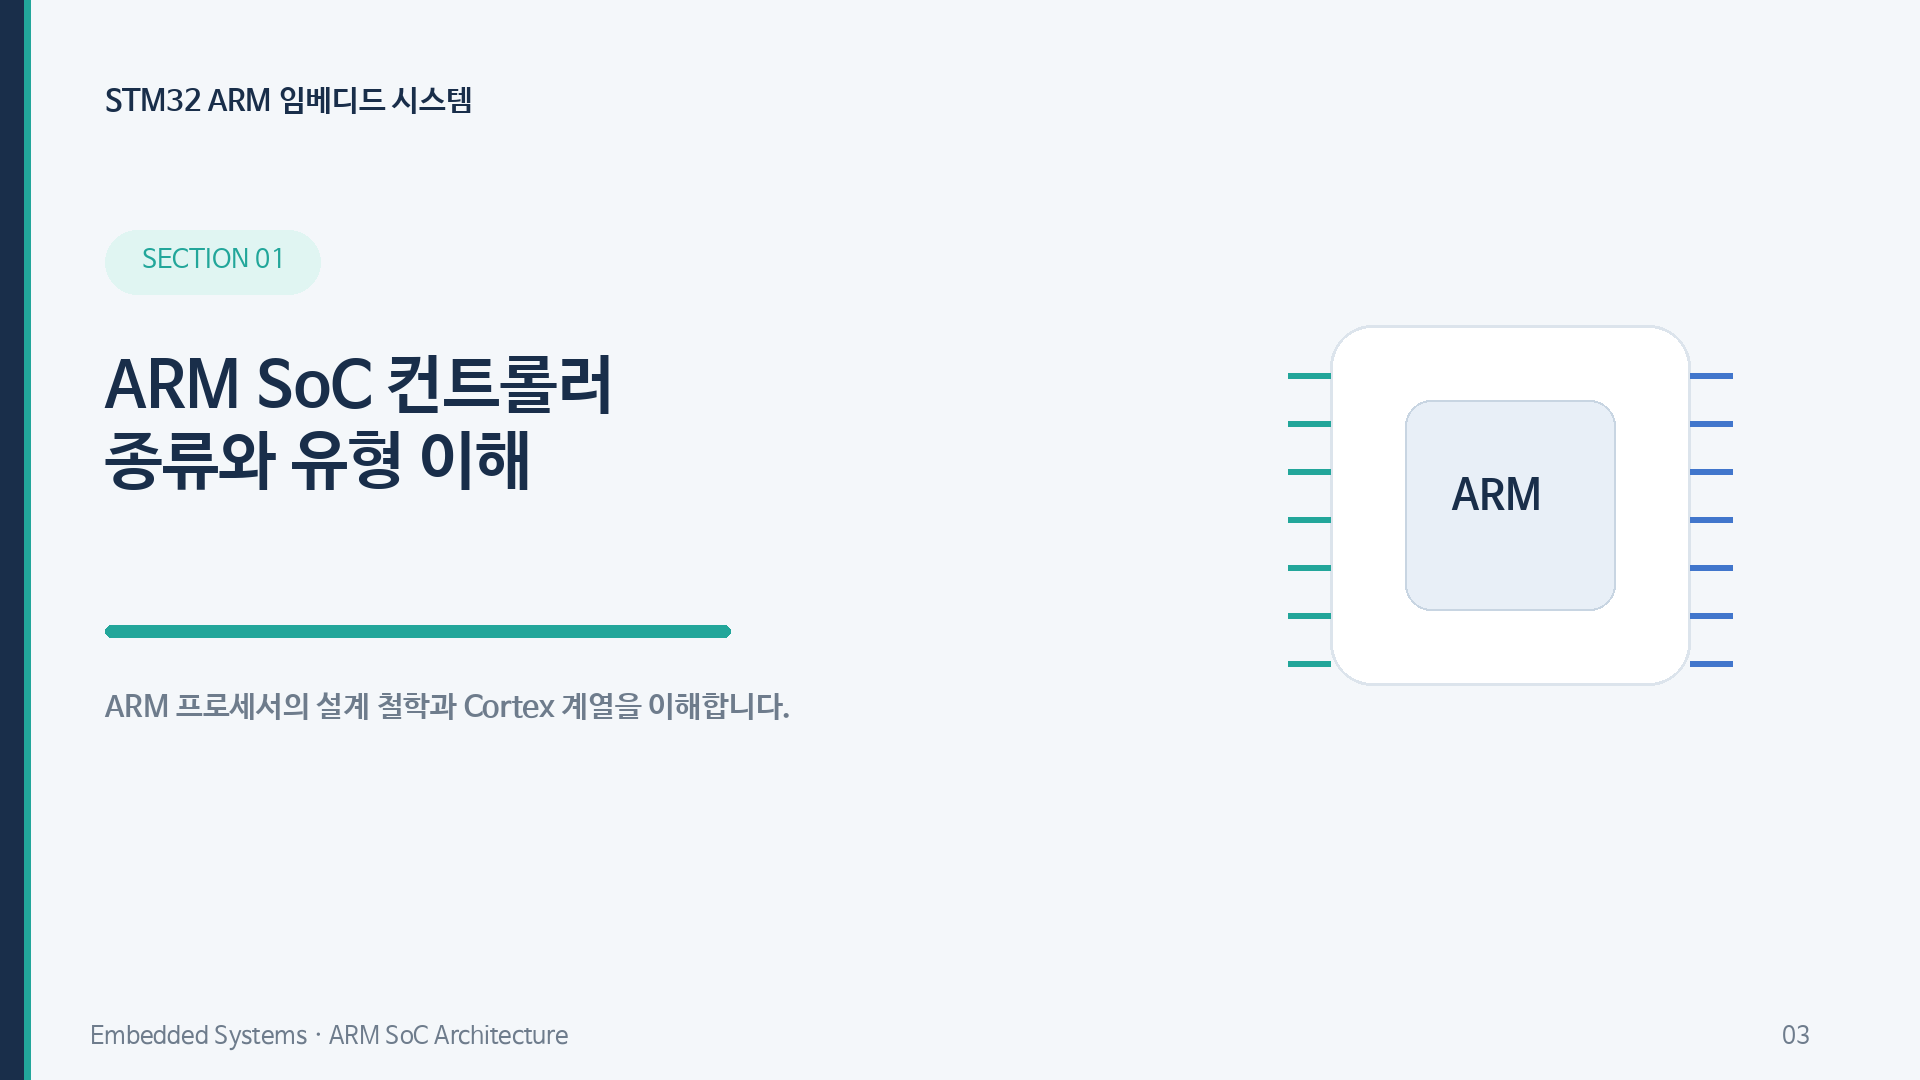 STM32 ARM 임베디드 시스템
SECTION 01
ARM SoC 컨트롤러
종류와 유형 이해
ARM
ARM 프로세서의 설계 철학과 Cortex 계열을 이해합니다.
Embedded Systems · ARM SoC Architecture
03